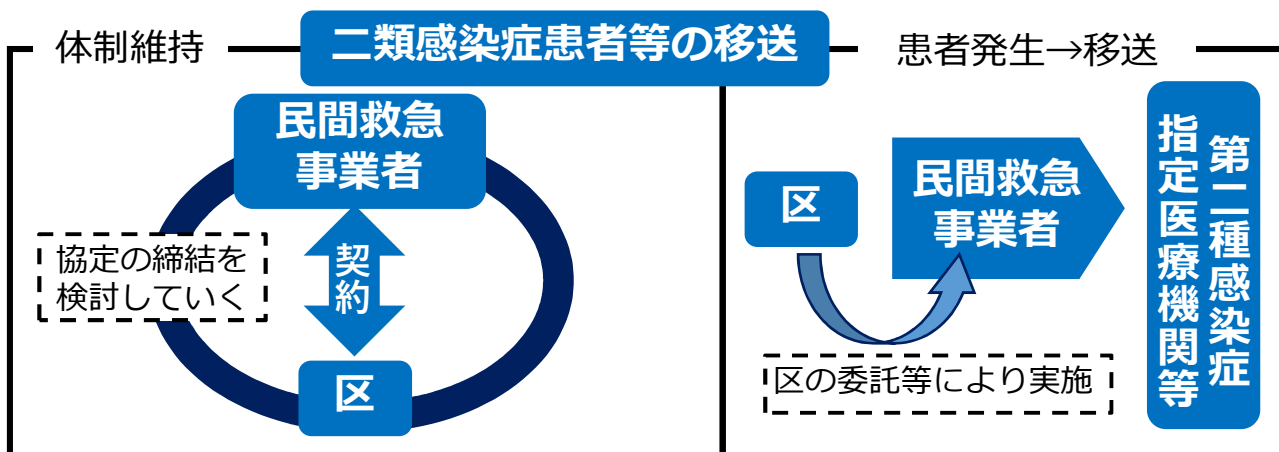 二類感染症患者等の移送
体制維持
民間救急
事業者
協定の締結を
検討していく
契約
区
患者発生→移送
区
民間救急
事業者
区の委託等により実施
第二種感染症
指定医療機関等